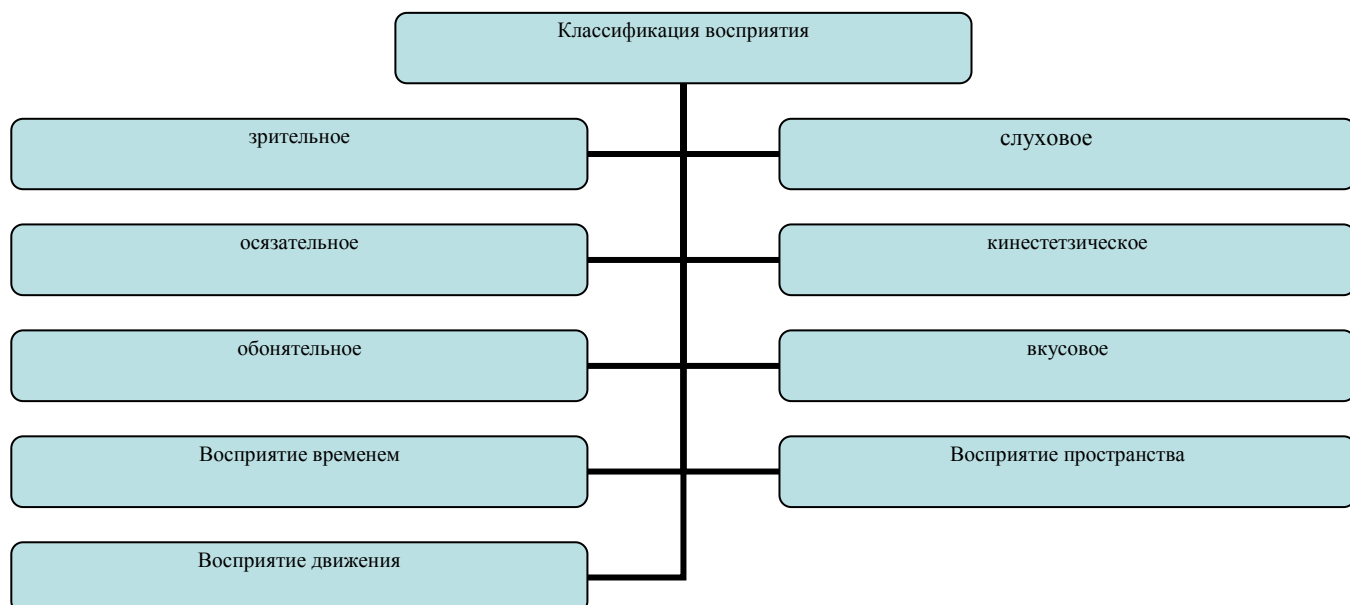 Классификация восприятия
зрительное
слуховое
осязательное
кинестетзическое
обонятельное
вкусовое
Восприятие временем
Восприятие пространства
Восприятие движения